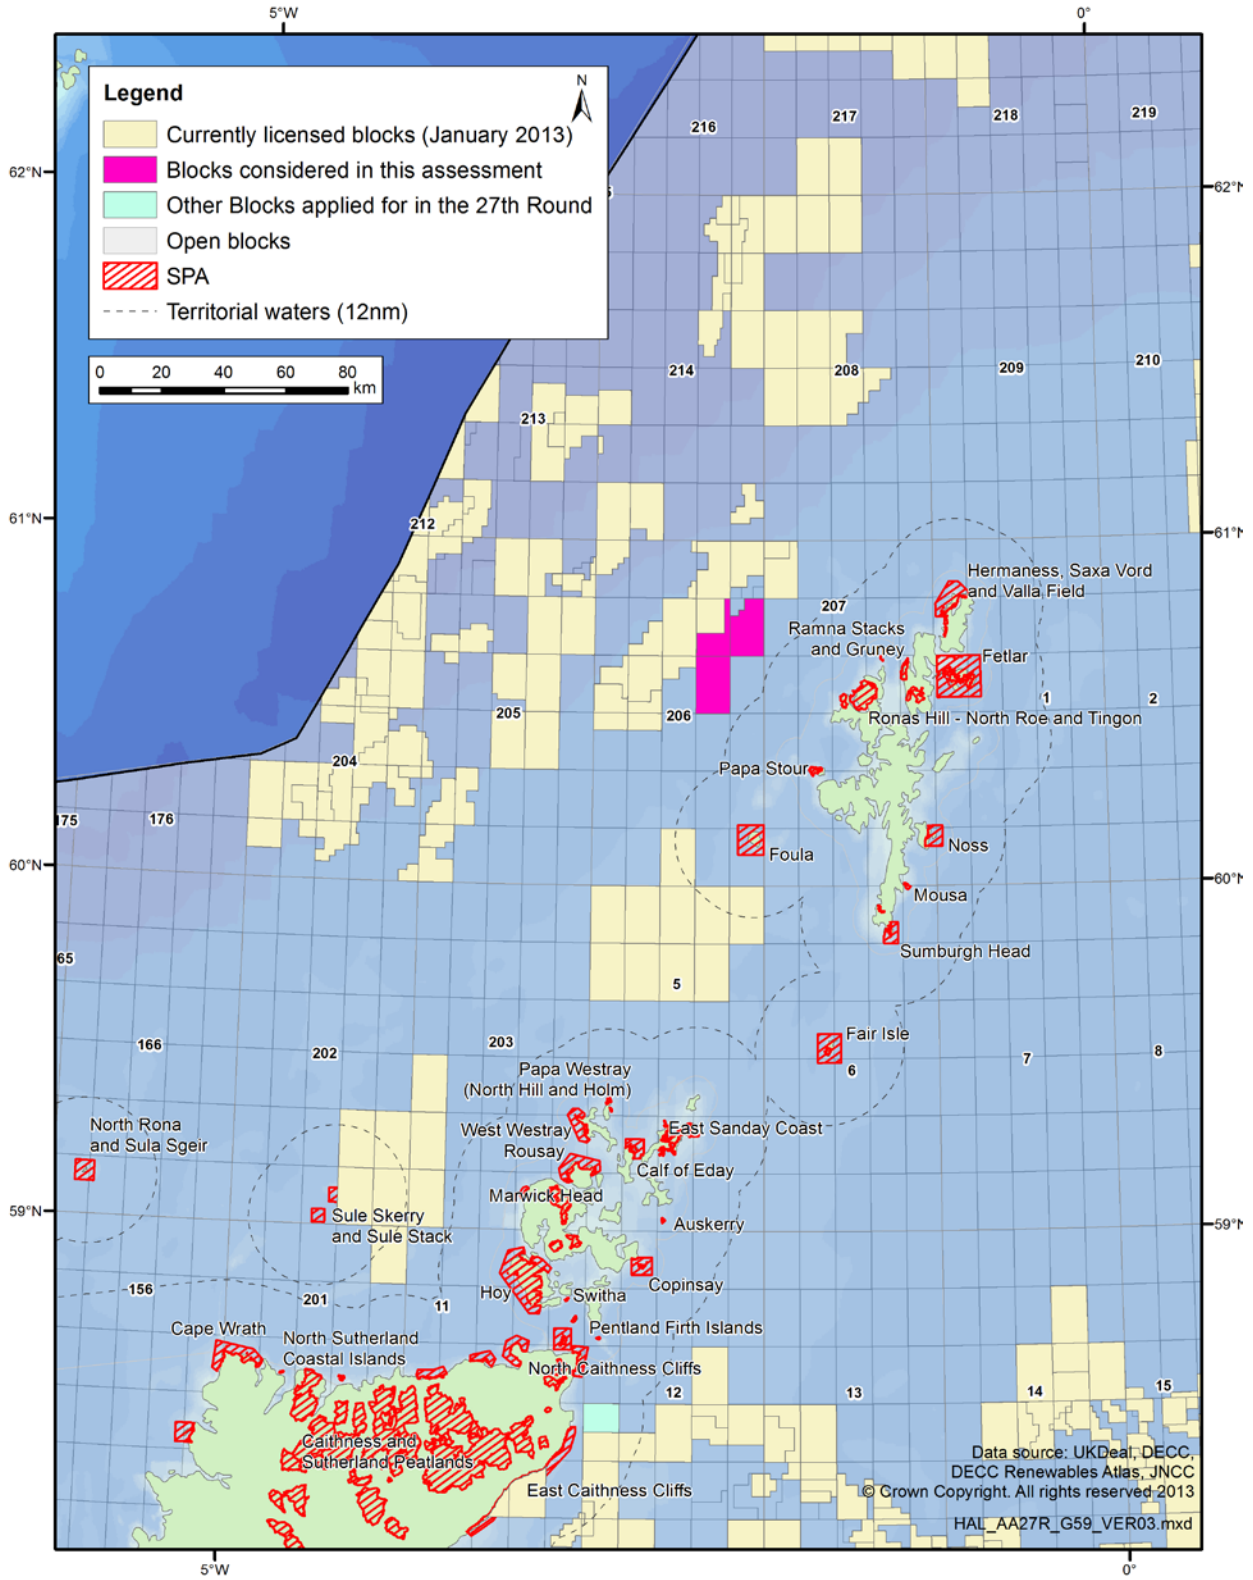 5°W
0°
Legend
N
Currently licensed blocks (January 2013)
Blocks considered in this assessment
Other Blocks applied for in the 27th Round
Open blocks
SPA
Territorial waters (12nm)
0 20 40 60 80
km
216
217
218
219
62°N
62°N
214
208
209
210
213
61°N
212
61°N
Hermaness, Saxa Vord
and Valla Field
207
Ramna Stacks
and Gruney
Fetlar
1
2
205
206
Ronas Hill - North Roe and Tingon
204
Papa Stour
175
176
Foula
Noss
60°N
60°N
Mousa
Sumburgh Head
65
5
Fair Isle
166
202
203
6
7
8
Papa Westray
(North Hill and Holm)
North Rona
and Sula Sgeir
West Westray
East Sanday Coast
Rousay
Calf of Eday
Marwick Head
59°N
Sule Skerry
and Sule Stack
Auskerry
59°N
156
201
11
Hoy
Copinsay
Switha
Cape Wrath
North Sutherland
Coastal Islands
Pentland Firth Islands
North Caithness Cliffs
12
13
14
15
Caithness and
Sutherland Peatlands
East Caithness Cliffs
Data source: UKDeal, DECC,
DECC Renewables Atlas, JNCC
© Crown Copyright. All rights reserved 2013
HAL_AA27R_G59_VER03.mxd
5°W
0°